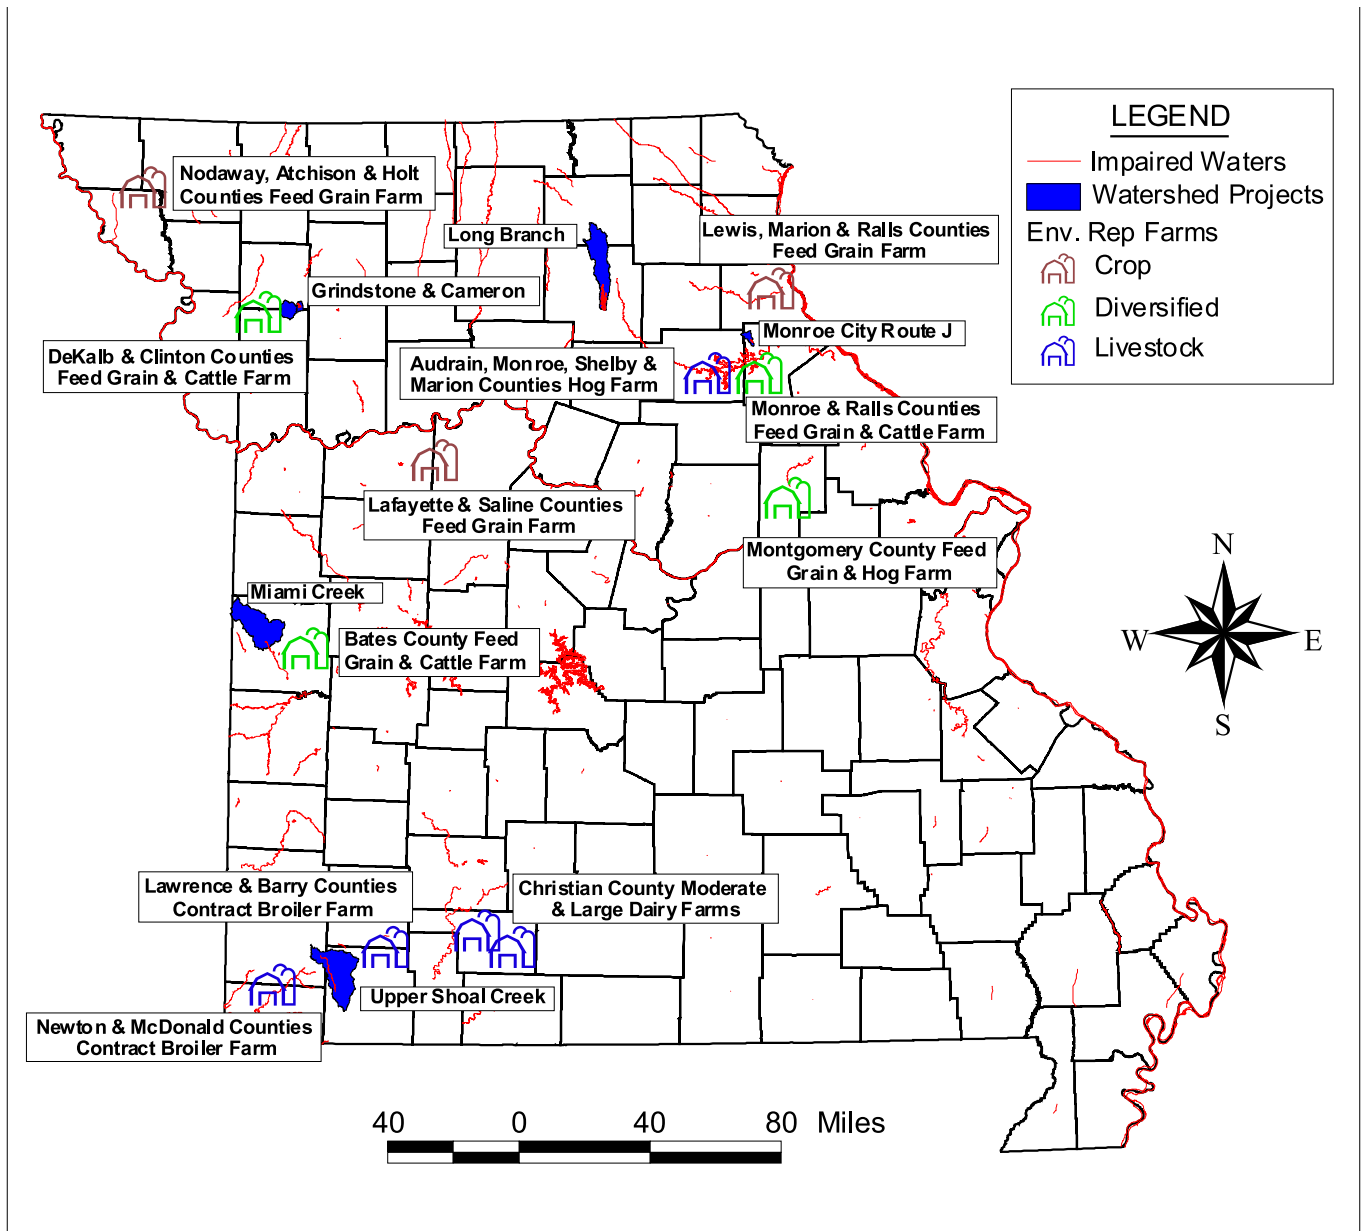 LEGEND
Impaired Waters
Watershed Projects
Env. Rep Farms
Crop
Diversified
Livestock
Nodaway, Atchison & Holt
Counties Feed Grain Farm
Long Branch
Lewis, Marion & Ralls Counties
Feed Grain Farm
Grindstone & Cameron
Monroe City Route J
DeKalb & Clinton Counties
Feed Grain & Cattle Farm
Audrain, Monroe, Shelby &
Marion Counties Hog Farm
Monroe & Ralls Counties
Feed Grain & Cattle Farm
Lafayette & Saline Counties
Feed Grain Farm
Montgomery County Feed
Grain & Hog Farm
Miami Creek
Bates County Feed
Grain & Cattle Farm
N
W
E
S
Lawrence & Barry Counties
Contract Broiler Farm
Christian County Moderate
& Large Dairy Farms
Upper Shoal Creek
Newton & McDonald Counties
Contract Broiler Farm
40 0 40 80 Miles